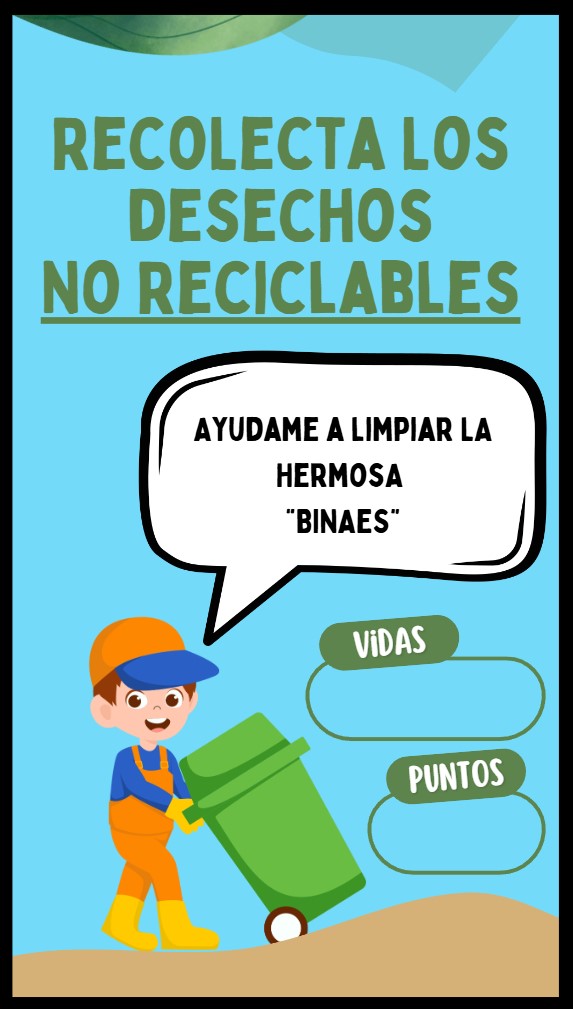 RECOLECTA LOS
DESECHOS
NO RECICLABLES
AYUDAME A LIMPIAR LA
HERMOSA
"BINAES"
ViDAS
PUNTOS